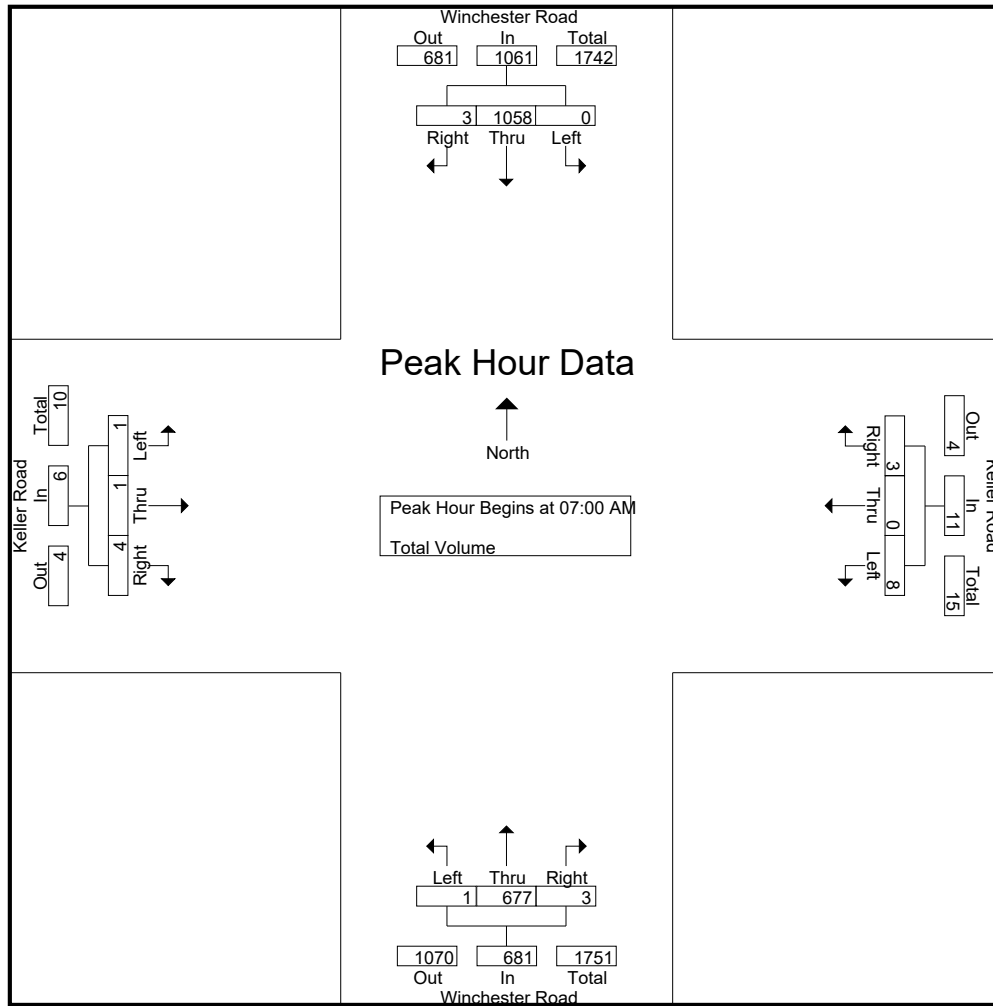 Winchester Road
Out In Total
681 1061 1742
3 1058 0
Right Thru Left
Peak Hour Data
North
Peak Hour Begins at 07:00 AM
Total Volume
Keller Road
Total In Out
10 6 4
1 1 4
Left Thru Right
Right Thru Left
3 0 8
Out In Total
4 11 15
Keller Road
Left Thru Right
1 677 3
1070 681 1751
Out In Total
Winchester Road